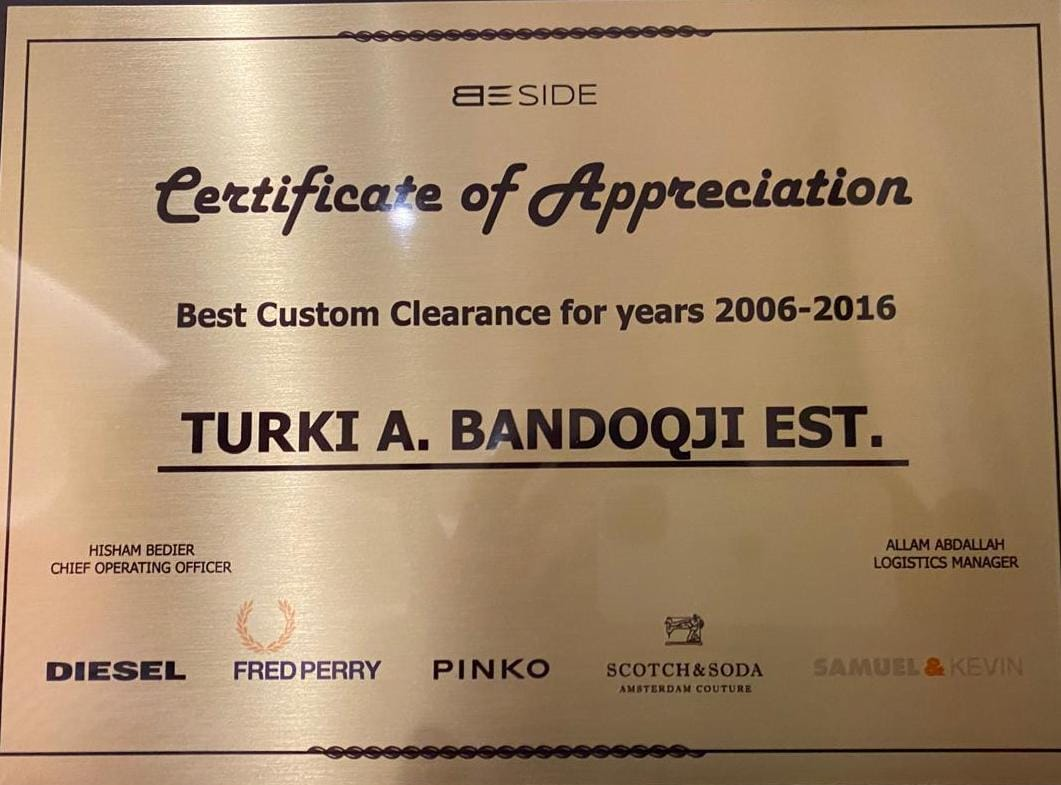 BESIDE
Certificate of Appreciation
Best Custom Clearance for years 2006-2016
TURKI A. BANDOQJI EST.
HISHAM BEDIER
CHIEF OPERATING OFFICER
ALLAM ABDALLAH
LOGISTICS MANAGER
DIESEL
FRED PERRY
PINKO
SCOTCH & SODA
AMSTERDAM COUTURE
SAMUEL & KEVIN